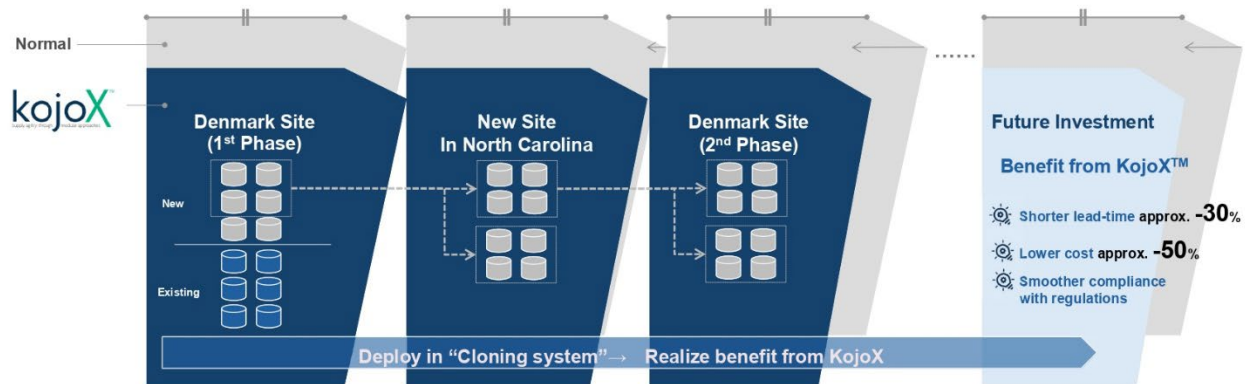 Normal
kojoX™
Denmark Site
(1st Phase)
New
Existing
New Site
In North Carolina
Denmark Site
(2nd Phase)
......
Future Investment
Benefit from KojoX™
Shorter lead-time approx. -30%
Lower cost approx. -50%
Smoother compliance
with regulations
Deploy in “Cloning system”→ Realize benefit from KojoX